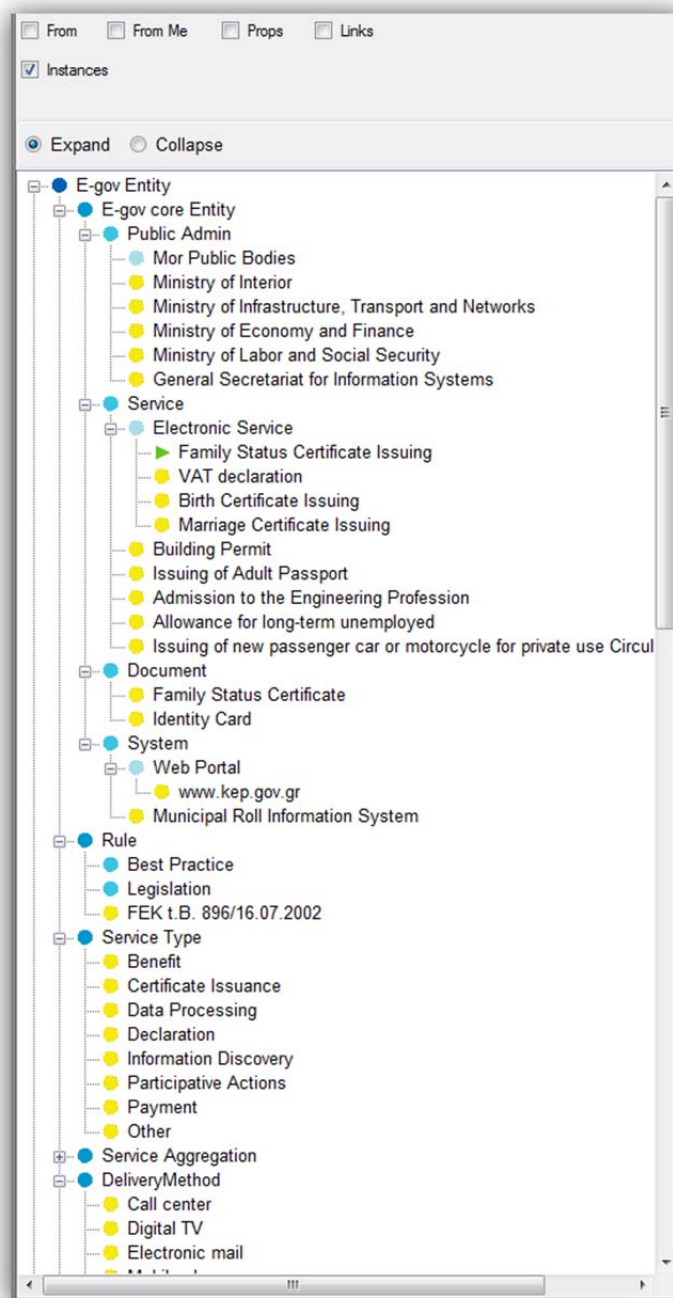 From From Me Props Links
Instances
Expand Collapse
E-gov Entity
E-gov core Entity
Public Admin
Mor Public Bodies
Ministry of Interior
Ministry of Infrastructure, Transport and Networks
Ministry of Economy and Finance
Ministry of Labor and Social Security
General Secretariat for Information Systems
Service
Electronic Service
Family Status Certificate Issuing
VAT declaration
Birth Certificate Issuing
Marriage Certificate Issuing
Building Permit
Issuing of Adult Passport
Admission to the Engineering Profession
Allowance for long-term unemployed
Issuing of new passenger car or motorcycle for private use Circul
Document
Family Status Certificate
Identity Card
System
Web Portal
www.kep.gov.gr
Municipal Roll Information System
Rule
Best Practice
Legislation
FEK t.B. 896/16.07.2002
Service Type
Benefit
Certificate Issuance
Data Processing
Declaration
Information Discovery
Participative Actions
Payment
Other
Service Aggregation
DeliveryMethod
Call center
Digital TV
Electronic mail